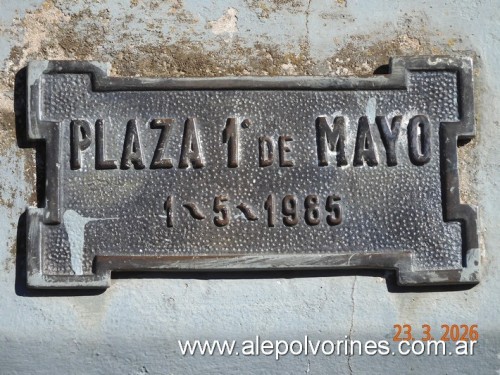 PLAZA 1° DE MAYO
1-5-1985
23.3.2026
www.alepolvorines.com.ar